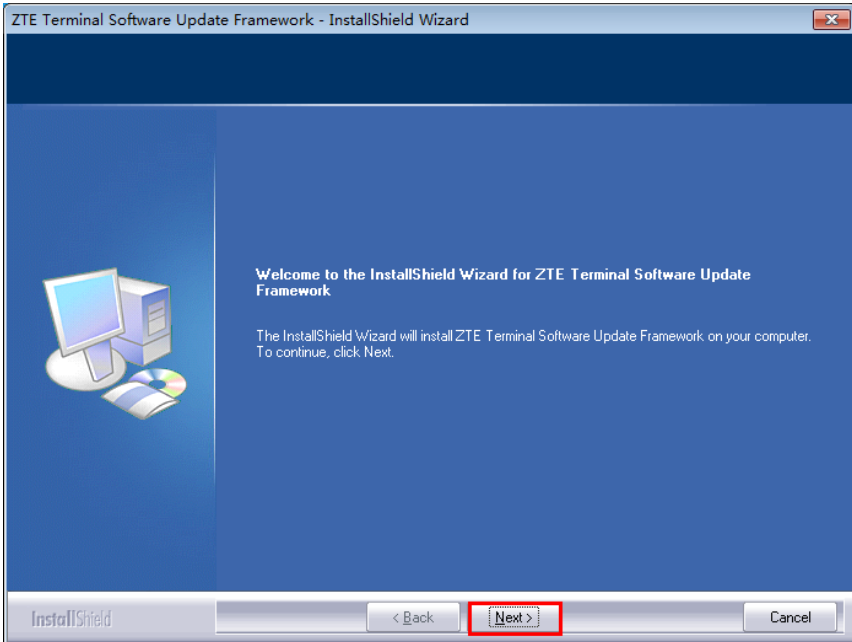 ZTE Terminal Software Update Framework - InstallShield Wizard
Welcome to the InstallShield Wizard for ZTE Terminal Software Update
Framework
The InstallShield Wizard will install ZTE Terminal Software Update Framework on your computer.
To continue, click Next.
InstallShield
< Back
Next >
Cancel